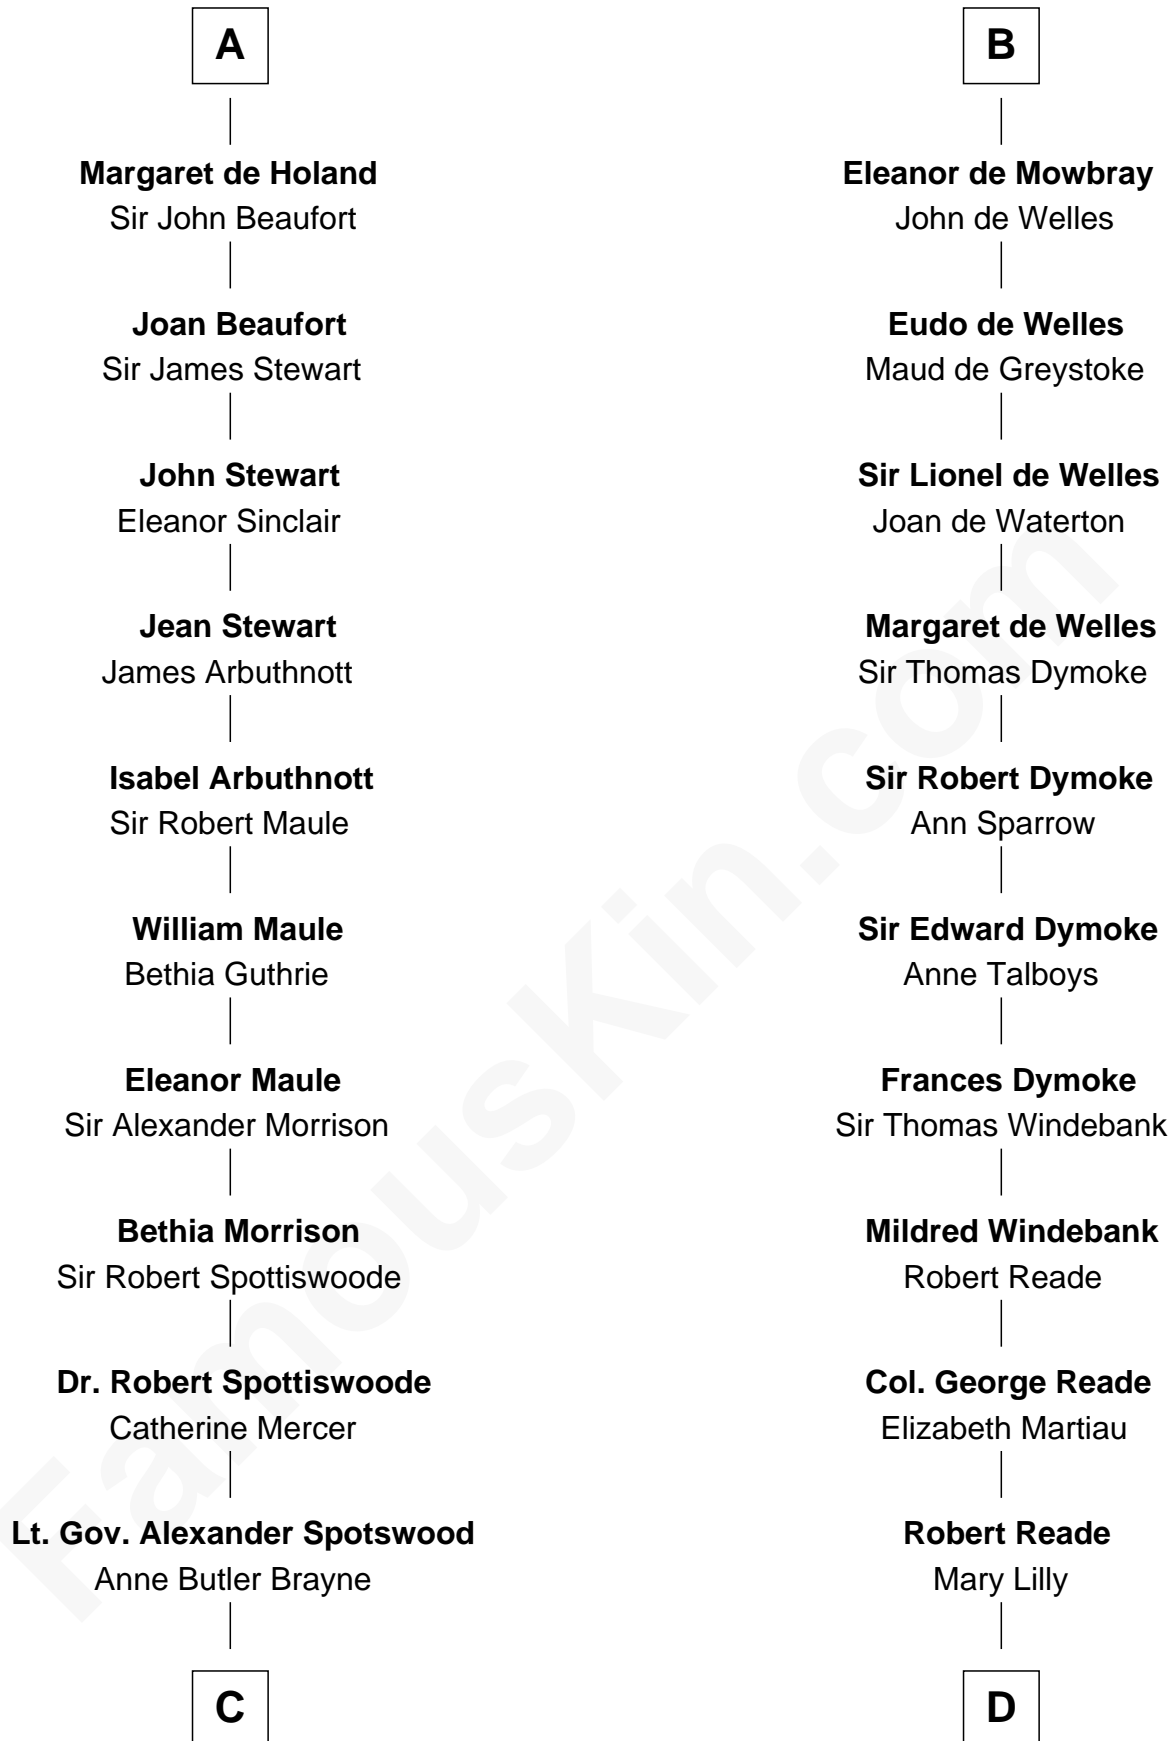 A
Margaret de Holand
Sir John Beaufort
Joan Beaufort
Sir James Stewart
John Stewart
Eleanor Sinclair
Jean Stewart
James Arbuthnott
Isabel Arbuthnott
Sir Robert Maule
William Maule
Bethia Guthrie
Eleanor Maule
Sir Alexander Morrison
Bethia Morrison
Sir Robert Spottiswoode
Dr. Robert Spottiswoode
Catherine Mercer
Lt. Gov. Alexander Spotswood
Anne Butler Brayne
C
B
Eleanor de Mowbray
John de Welles
Eudo de Welles
Maud de Greystoke
Sir Lionel de Welles
Joan de Waterton
Margaret de Welles
Sir Thomas Dymoke
Sir Robert Dymoke
Ann Sparrow
Sir Edward Dymoke
Anne Talboys
Frances Dymoke
Sir Thomas Windebank
Mildred Windebank
Robert Reade
Col. George Reade
Elizabeth Martiau
Robert Reade
Mary Lilly
D
FamousKin.com